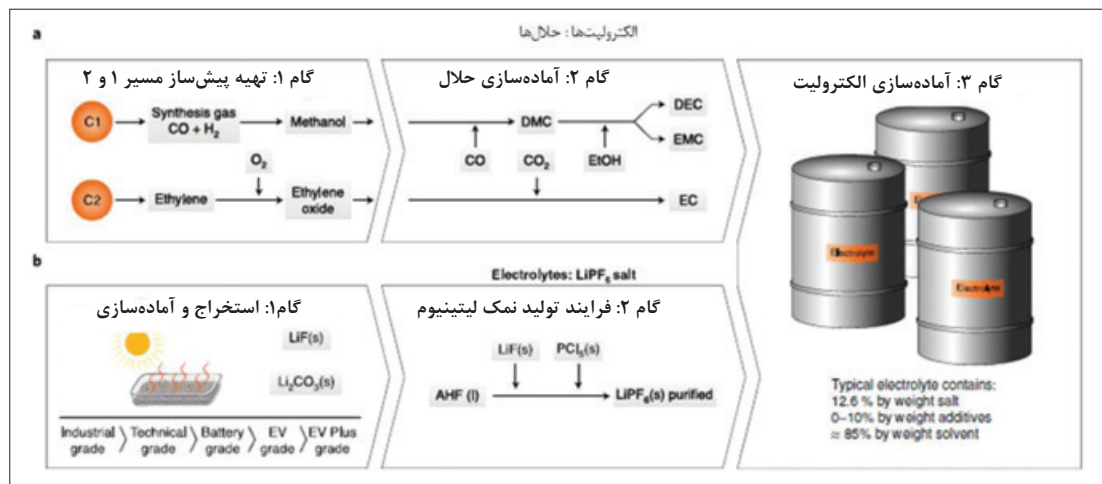 a
الکترولیت‌ها: حلال‌ها
گام ۱: تهیه پیش‌ساز مسیر ۱ و ۲
C1
Synthesis gas
CO + H₂
Methanol
O₂
C2
Ethylene
Ethylene
oxide
گام ۲: آماده‌سازی حلال
DMC
DEC
EMC
CO
CO₂
EtOH
EC
گام ۳: آماده‌سازی الکترولیت
Electrolyte
Electrolyte
Typical electrolyte contains:
12.6 % by weight salt
0–10% by weight additives
≈ 85% by weight solvent
b
Electrolytes: LiPF₆ salt
گام۱: استخراج و آماده‌سازی
LiF(s)
Li₂CO₃(s)
Industrial
grade
Technical
grade
Battery
grade
EV
grade
EV Plus
grade
گام ۲: فرایند تولید نمک لیتینیوم
LiF(s)
PCl₅(s)
AHF (l)
LiPF₆(s) purified